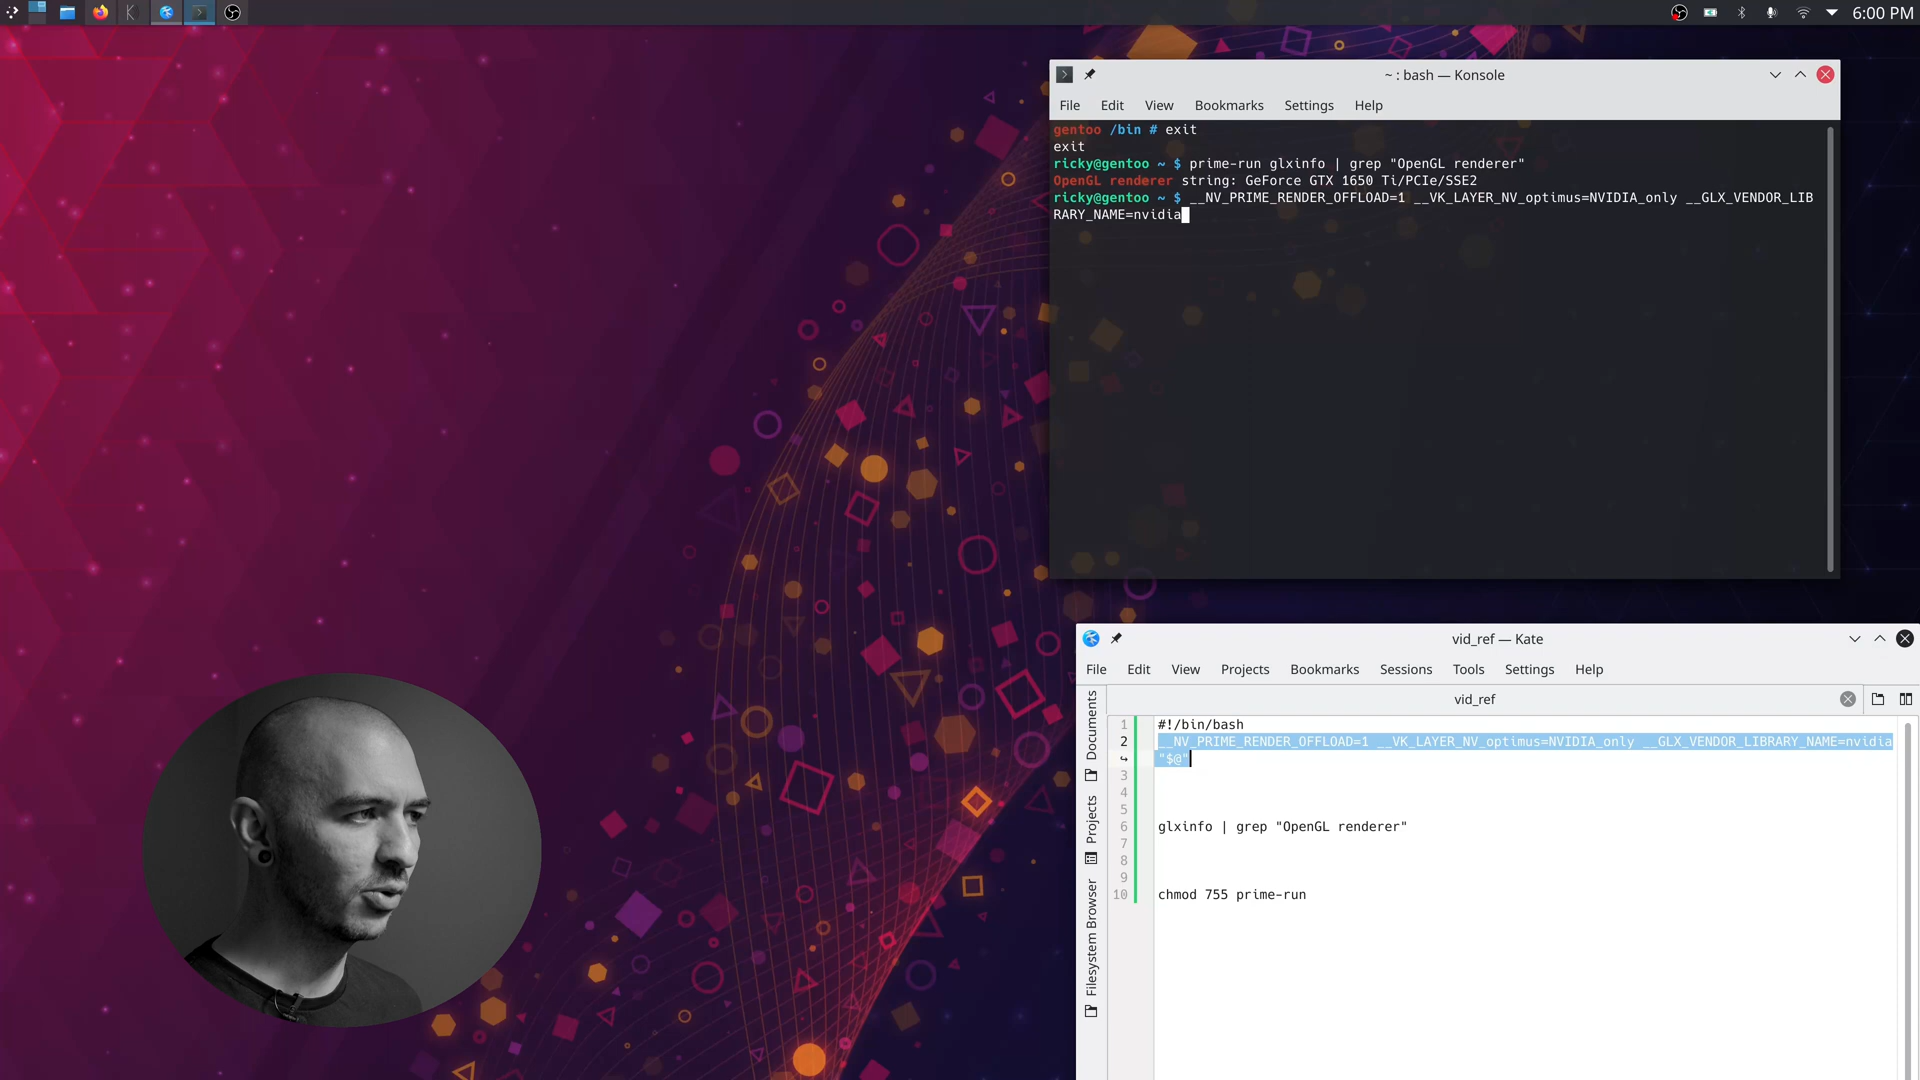 6:00 PM
~ : bash — Konsole
File Edit View Bookmarks Settings Help
gentoo /bin # exit
exit
ricky@gentoo ~ $ prime-run glxinfo | grep "OpenGL renderer"
OpenGL renderer string: GeForce GTX 1650 Ti/PCIe/SSE2
ricky@gentoo ~ $ __NV_PRIME_RENDER_OFFLOAD=1 __VK_LAYER_NV_optimus=NVIDIA_only __GLX_VENDOR_LIB
RARY_NAME=nvidia
vid_ref — Kate
File Edit View Projects Bookmarks Sessions Tools Settings Help
vid_ref
Documents
Projects
Filesystem Browser
1 #!/bin/bash
2 __NV_PRIME_RENDER_OFFLOAD=1 __VK_LAYER_NV_optimus=NVIDIA_only __GLX_VENDOR_LIBRARY_NAME=nvidia
"$@"
3
4
5
6 glxinfo | grep "OpenGL renderer"
7
8
9
10 chmod 755 prime-run